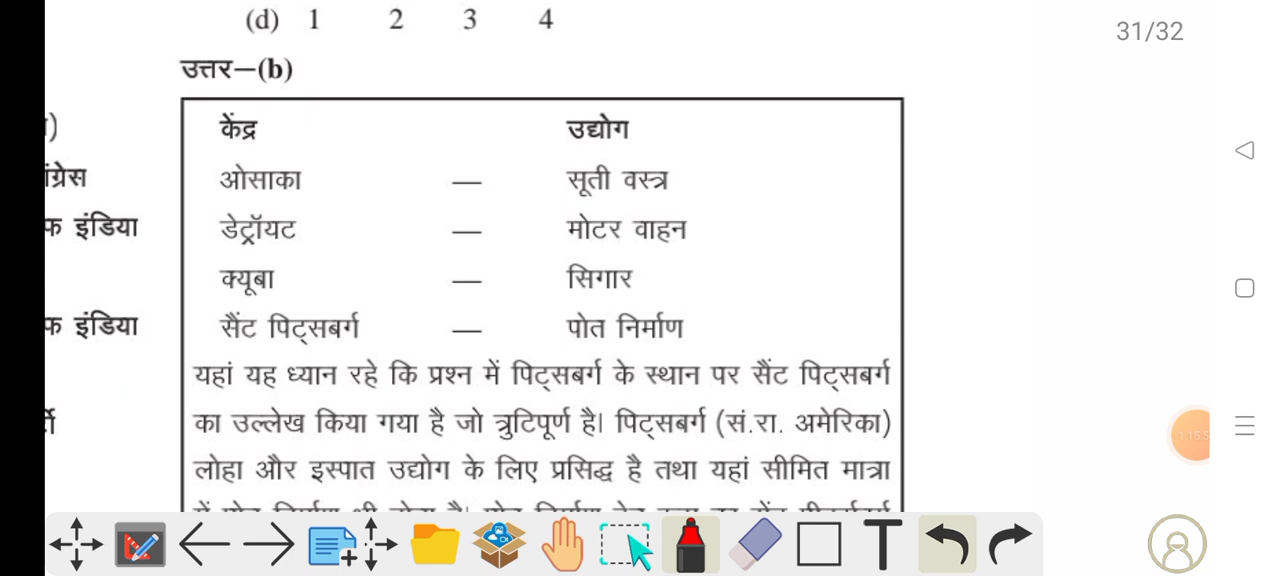 (d) 1 2 3 4
31/32
उत्तर–(b)
केंद्र उद्योग
ओसाका — सूती वस्त्र
ांग्रेस
डेट्रॉयट — मोटर वाहन
फ इंडिया
क्यूबा — सिगार
सैंट पिट्सबर्ग — पोत निर्माण
फ इंडिया
यहां यह ध्यान रहे कि प्रश्न में पिट्सबर्ग के स्थान पर सैंट पिट्सबर्ग
का उल्लेख किया गया है जो त्रुटिपूर्ण है। पिट्सबर्ग (सं.रा. अमेरिका)
लोहा और इस्पात उद्योग के लिए प्रसिद्ध है तथा यहां सीमित मात्रा